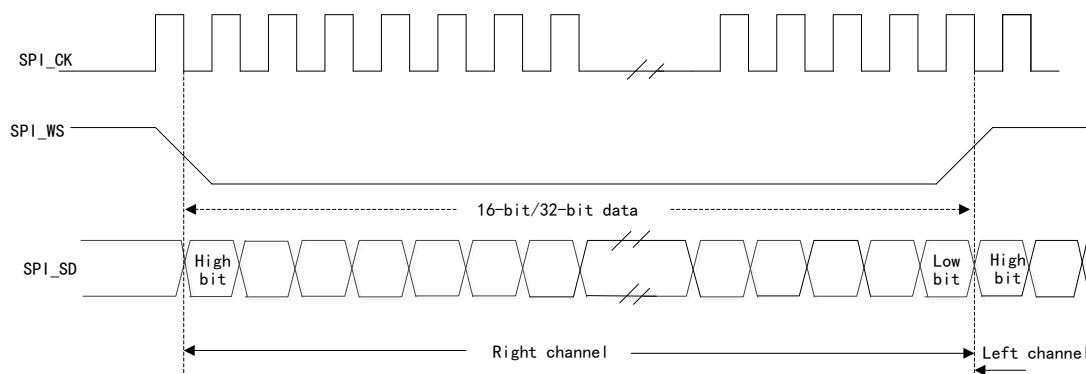 SPI_CK
SPI_WS
16-bit/32-bit data
SPI_SD
High
bit
Low
bit
High
bit
Right channel
Left channel